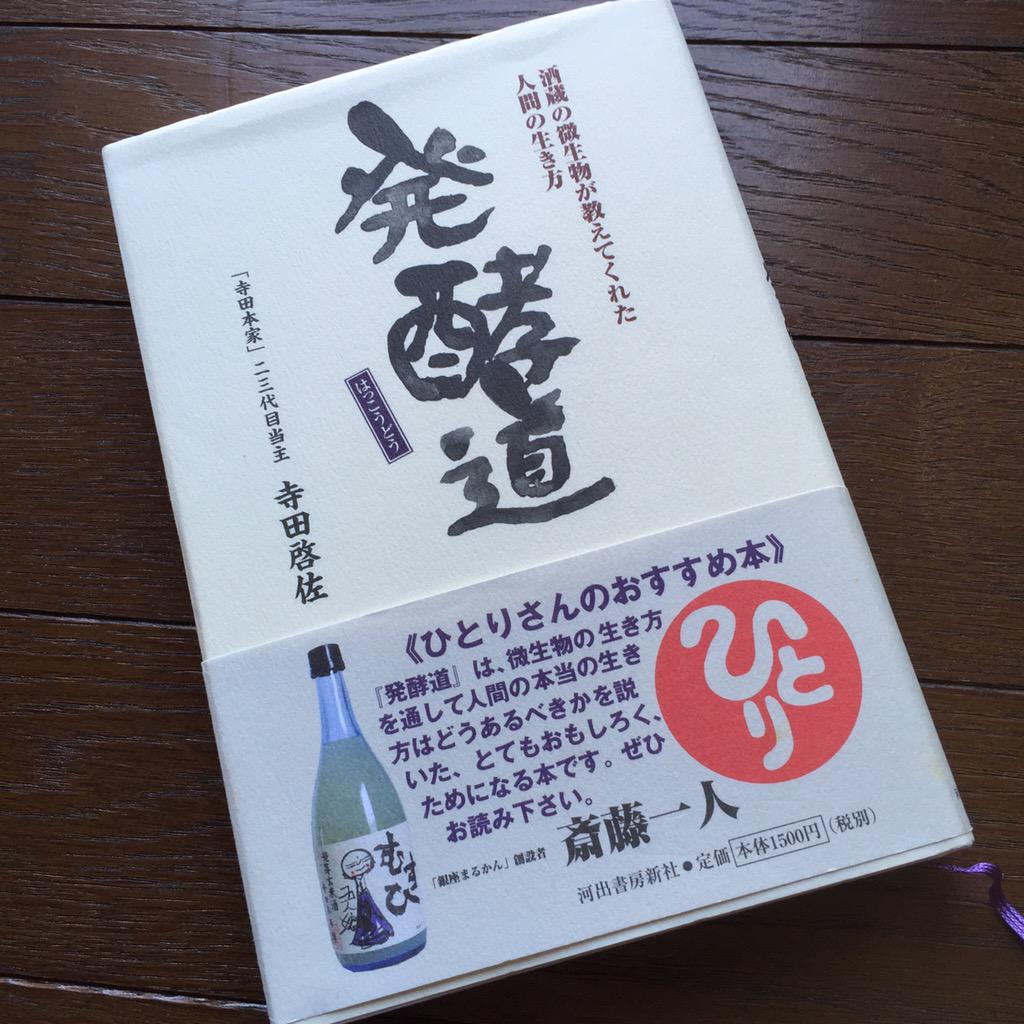 酒蔵の微生物が教えてくれた
人間の生き方
発酵道
はっこうどう
「寺田本家」二三代目当主
寺田啓佐
《ひとりさんのおすすめ本》
『発酵道』は、微生物の生き方
を通して人間の本当の生き
方はどうあるべきかを説
いた、とてもおもしろく、
ためになる本です。ぜひ
お読み下さい。
「銀座まるかん」創設者
斎藤一人
ひとり
河出書房新社●定価 本体1500円(税別)
むすひ
発芽玄米酒